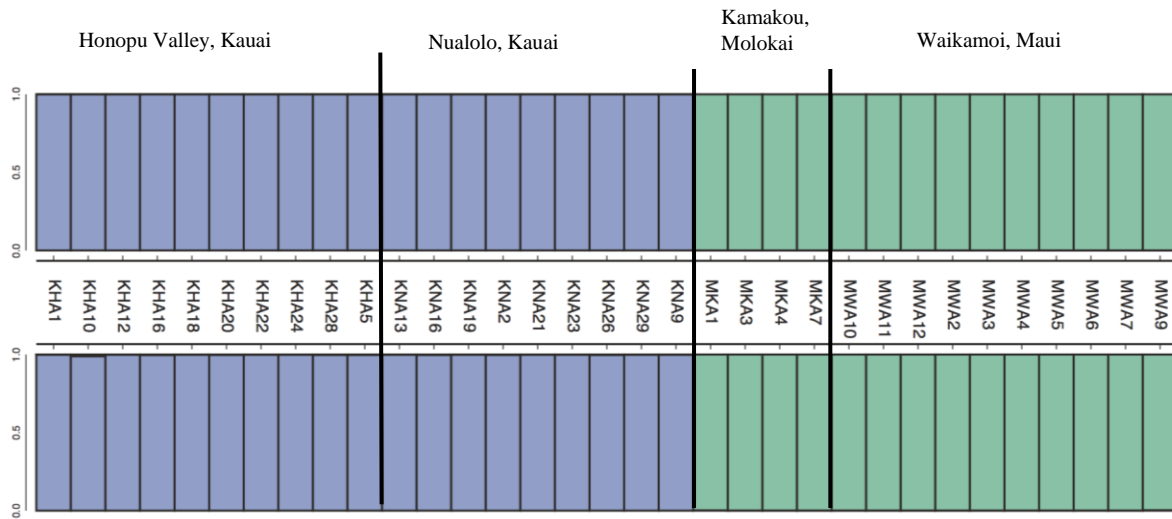 Honopu Valley, Kauai
Nualolo, Kauai
Kamakou,
Molokai
Waikamoi, Maui
1.0
0.5
0.0
KHA1
KHA10
KHA12
KHA16
KHA18
KHA20
KHA22
KHA24
KHA28
KHA5
KNA13
KNA16
KNA19
KNA2
KNA21
KNA23
KNA26
KNA29
KNA9
MKA1
MKA3
MKA4
MKA7
MWA10
MWA11
MWA12
MWA2
MWA3
MWA4
MWA5
MWA6
MWA7
MWA9
1.0
0.5
0.0